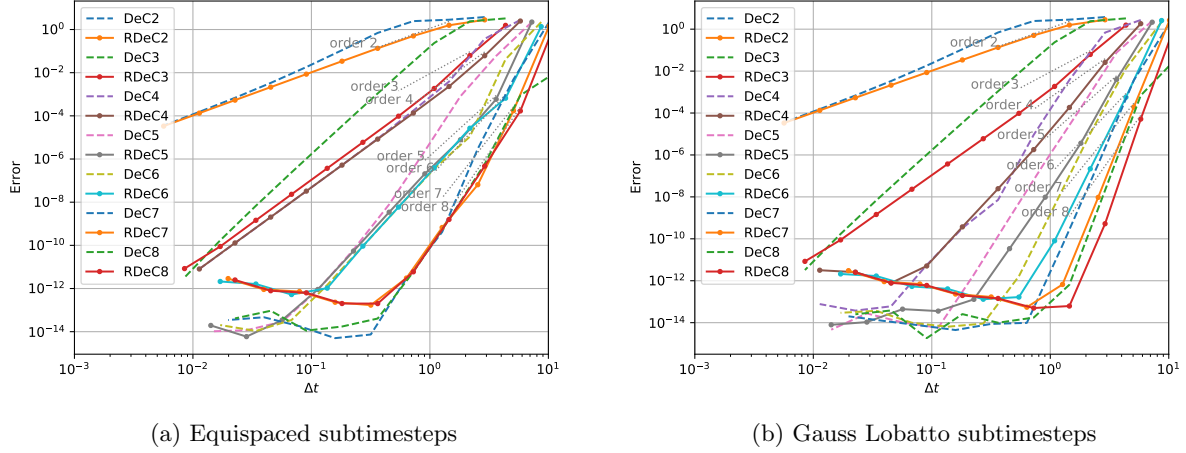 10^0
10^-2
10^-4
10^-6
10^-8
10^-10
10^-12
10^-14
Error
DeC2
RDeC2
DeC3
RDeC3
DeC4
RDeC4
DeC5
RDeC5
DeC6
RDeC6
DeC7
RDeC7
DeC8
RDeC8
order 2
order 3
order 4
order 5
order 6
order 7
order 8
10^-3
10^-2
10^-1
10^0
10^1
Δt
(a) Equispaced subtimesteps
10^0
10^-2
10^-4
10^-6
10^-8
10^-10
10^-12
10^-14
Error
DeC2
RDeC2
DeC3
RDeC3
DeC4
RDeC4
DeC5
RDeC5
DeC6
RDeC6
DeC7
RDeC7
DeC8
RDeC8
order 2
order 3
order 4
order 5
order 6
order 7
order 8
10^-3
10^-2
10^-1
10^0
10^1
Δt
(b) Gauss Lobatto subtimesteps